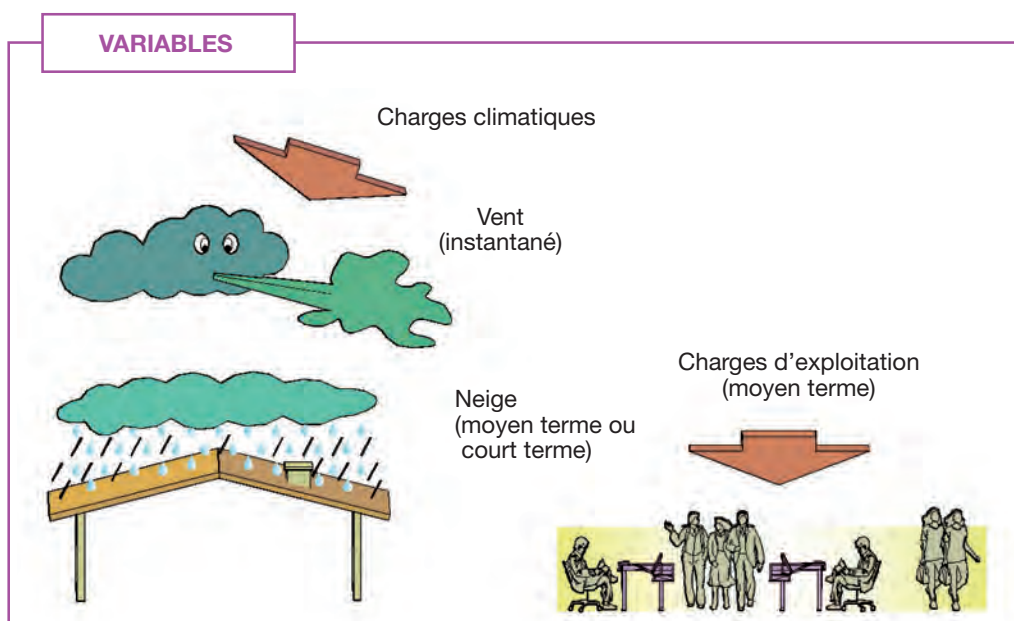 VARIABLES
Charges climatiques
Vent
(instantané)
Neige
(moyen terme ou
court terme)
Charges d'exploitation
(moyen terme)